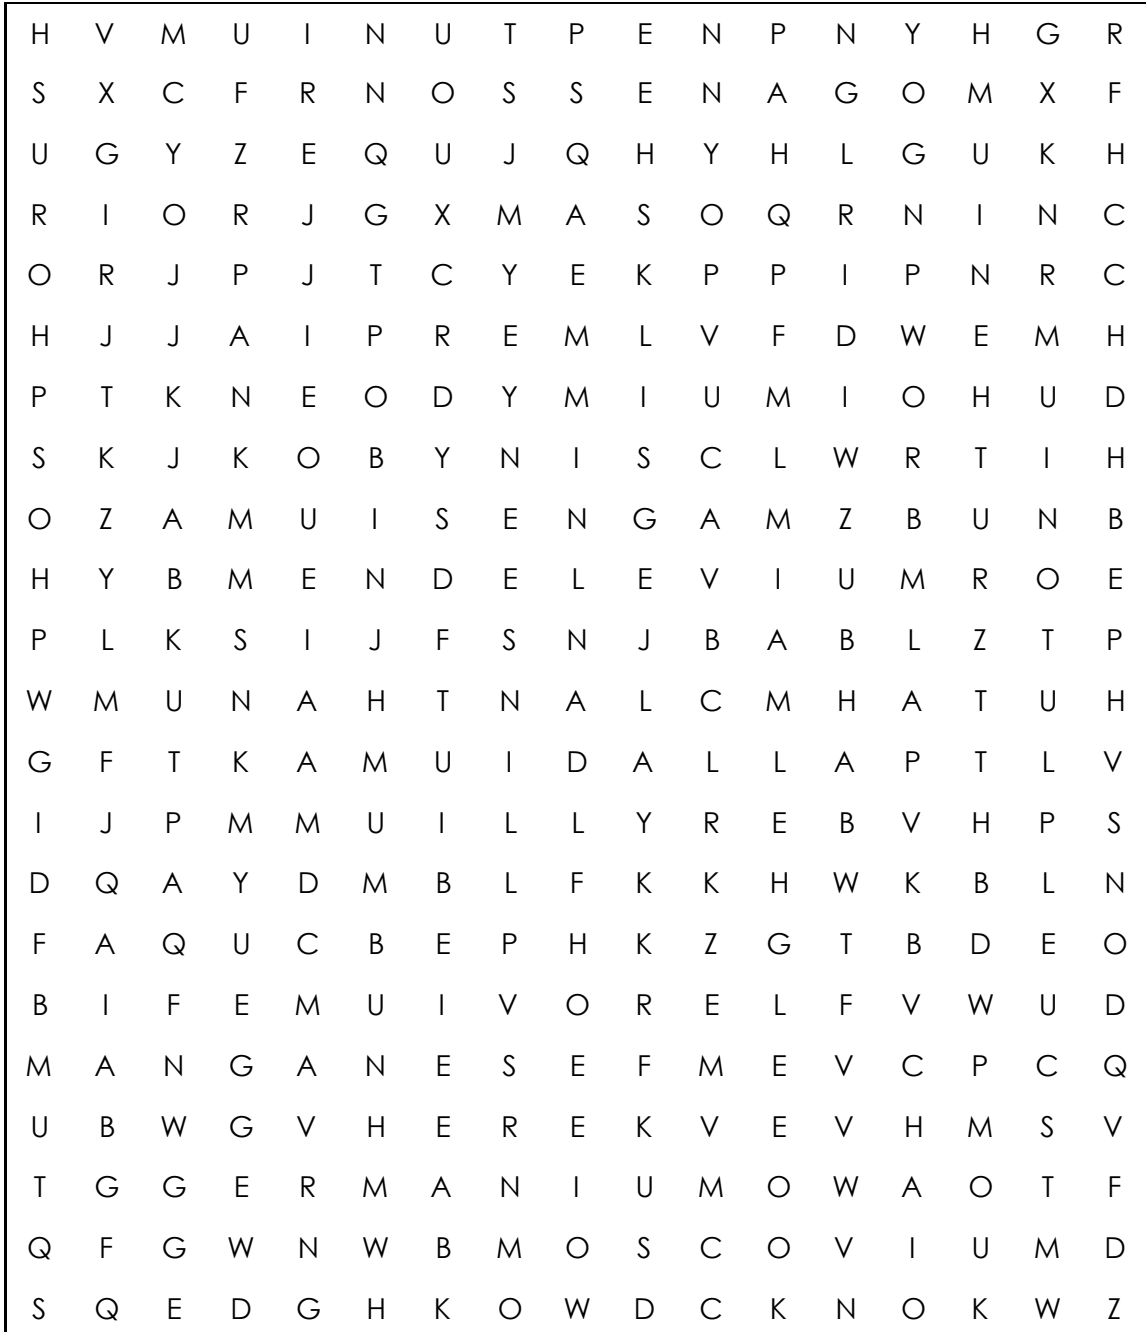 H V M U I N U T P E N P N Y H G R
S X C F R N O S S E N A G O M X F
U G Y Z E Q U J Q H Y H L G U K H
R I O R J G X M A S O Q R N I N C
O R J P J T C Y E K P P I P N R C
H J J A I P R E M L V F D W E M H
P T K N E O D Y M I U M I O H U D
S K J K O B Y N I S C L W R T I H
O Z A M U I S E N G A M Z B U N B
H Y B M E N D E L E V I U M R O E
P L K S I J F S N J B A B L Z T P
W M U N A H T N A L C M H A T U H
G F T K A M U I D A L L A P T L V
I J P M M U I L L Y R E B V H P S
D Q A Y D M B L F K K H W K B L N
F A Q U C B E P H K Z G T B D E O
B I F E M U I V O R E L F V W U D
M A N G A N E S E F M E V C P C Q
U B W G V H E R E K V E V H M S V
T G G E R M A N I U M O W A O T F
Q F G W N W B M O S C O V I U M D
S Q E D G H K O W D C K N O K W Z